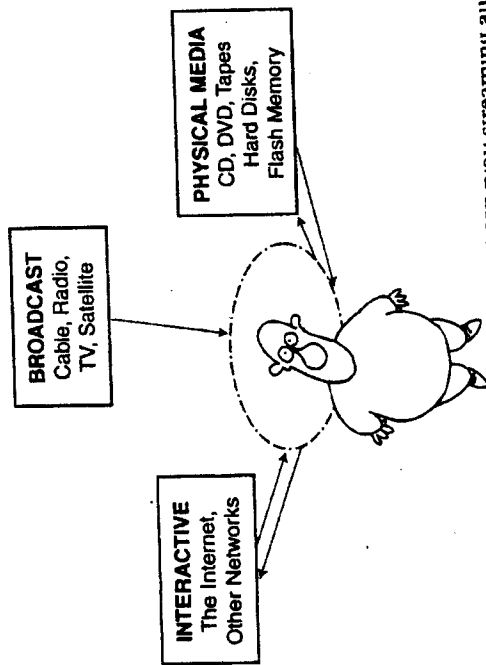 BROADCAST
Cable, Radio,
TV, Satellite
INTERACTIVE
The Internet,
Other Networks
PHYSICAL MEDIA
CD, DVD, Tapes
Hard Disks,
Flash Memory
streaming